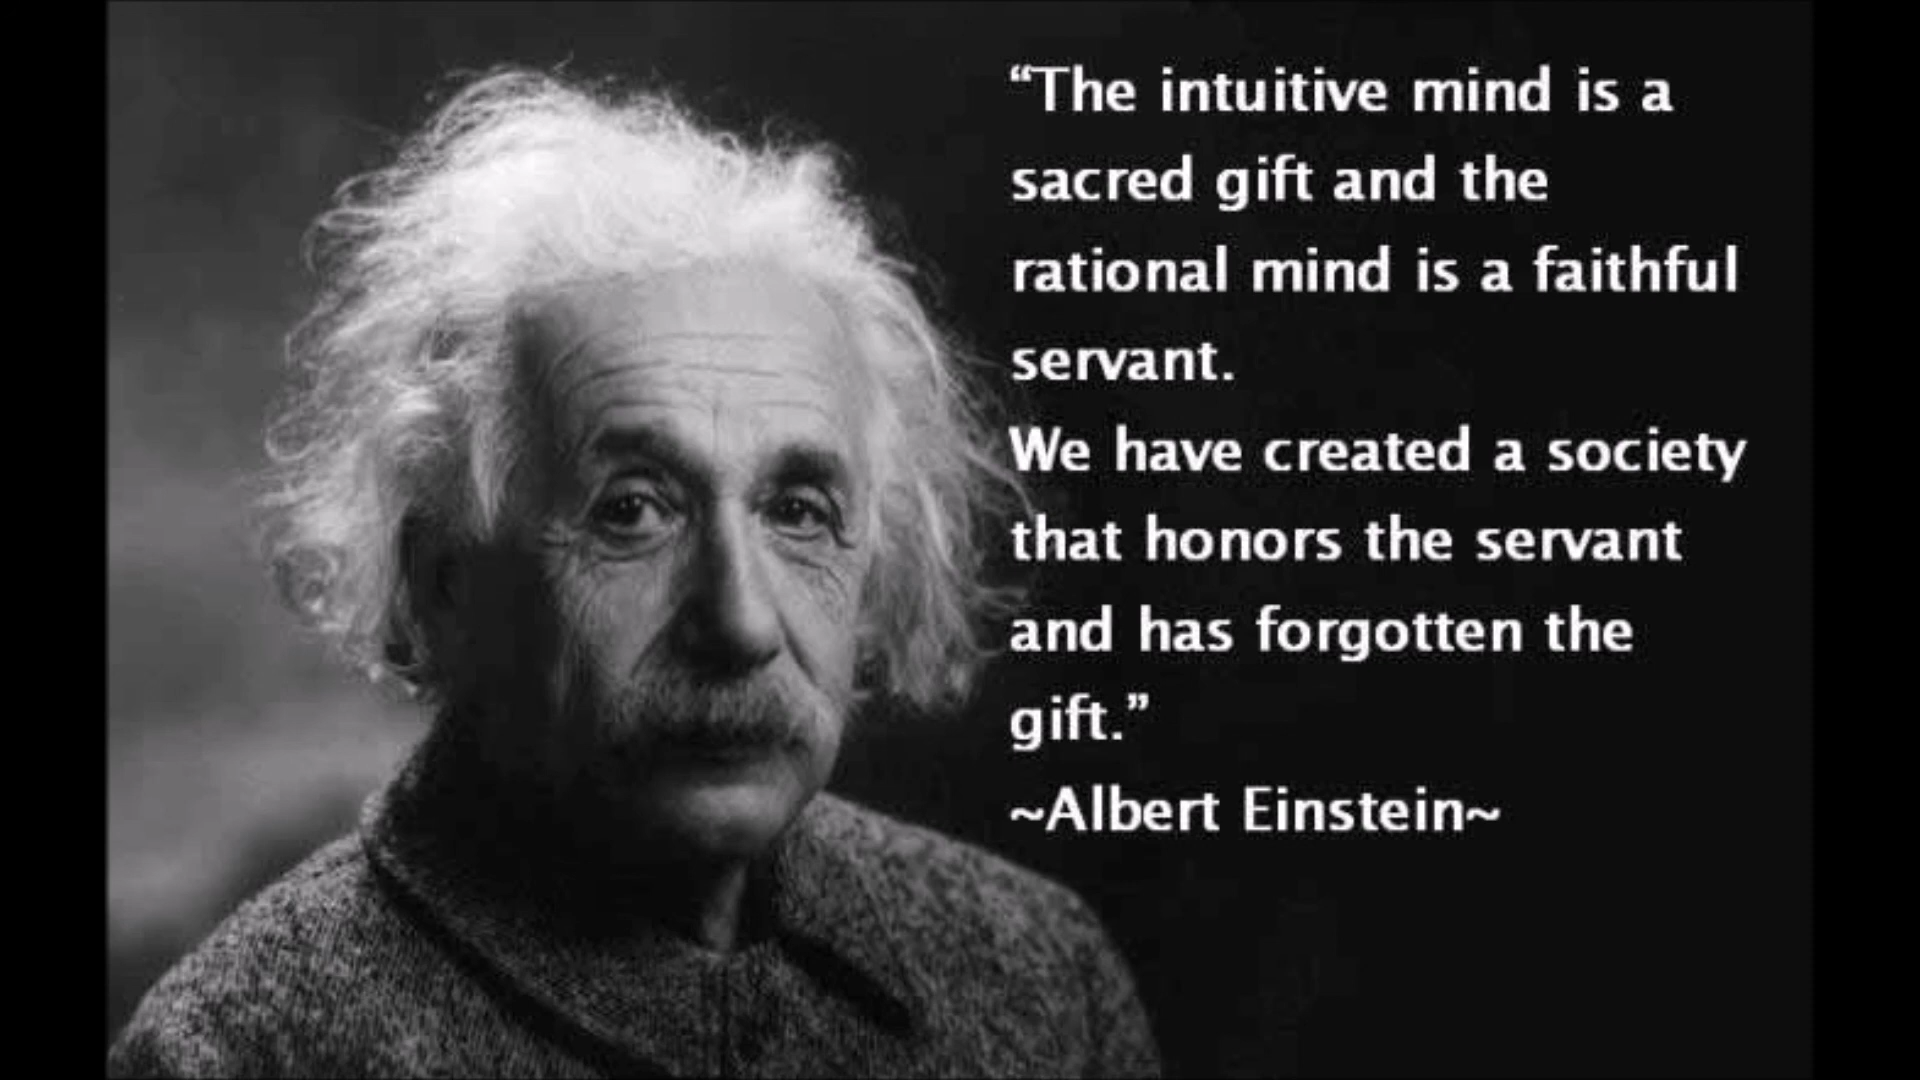 “The intuitive mind is a
sacred gift and the
rational mind is a faithful
servant.
We have created a society
that honors the servant
and has forgotten the
gift.”
~Albert Einstein~